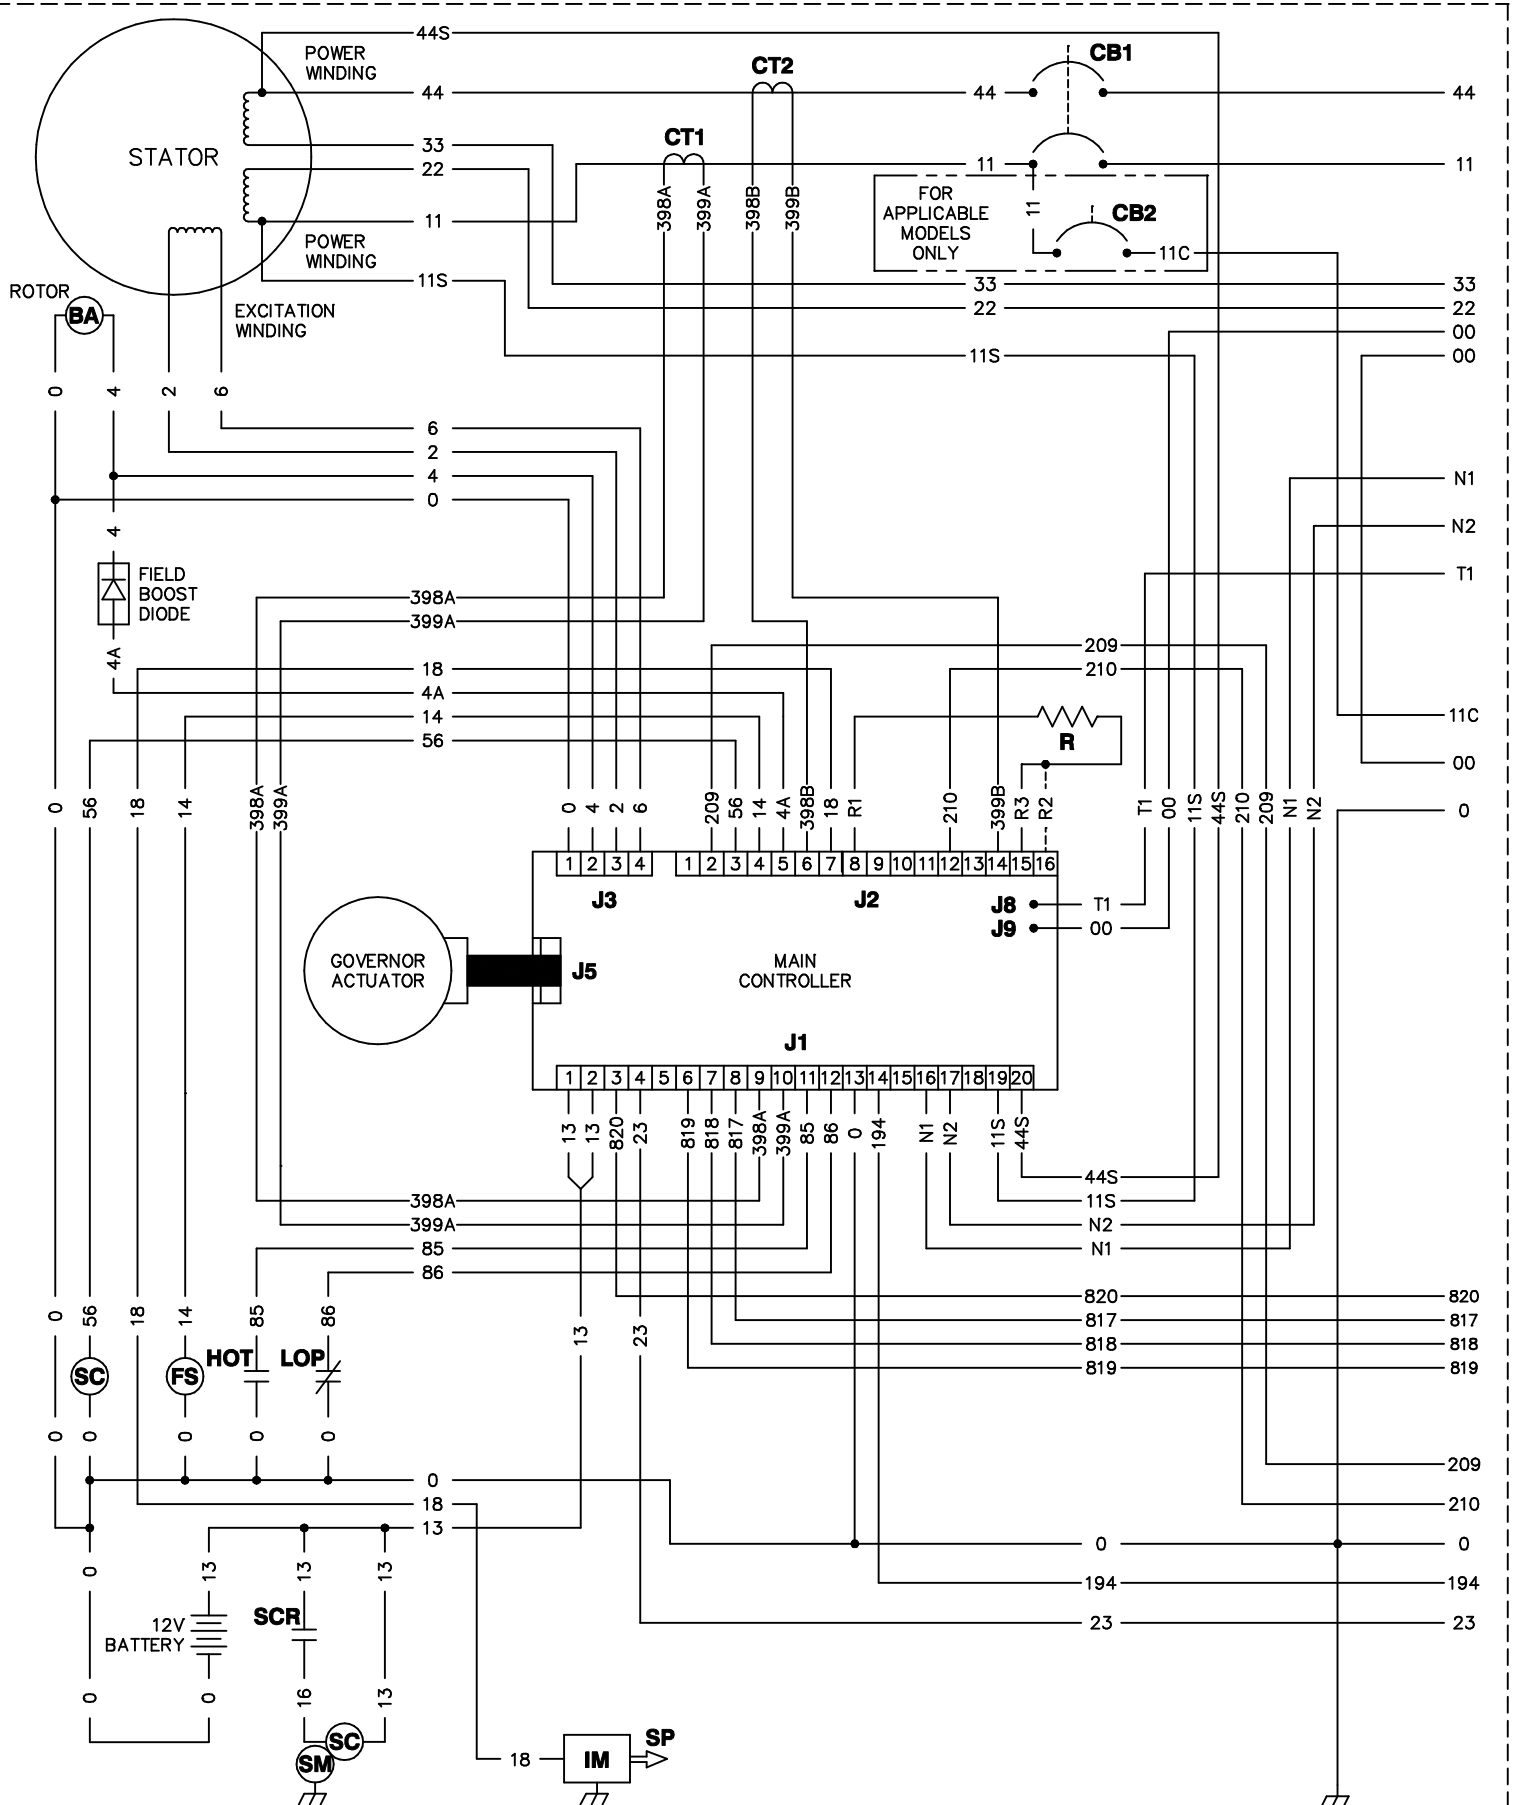 44S
POWER
WINDING
CT2
CB1
44
44
44
CT1
33
STATOR
22
11
11
398A
399A
398B
399B
FOR
APPLICABLE
MODELS
ONLY
11
CB2
11
POWER
WINDING
11C
11S
33
33
ROTOR
BA
EXCITATION
WINDING
22
22
00
11S
00
0
4
2
6
6
2
4
0
N1
4
N2
FIELD
BOOST
DIODE
T1
398A
399A
4A
209
18
210
4A
14
R
11C
56
00
0
56
18
14
398A
399A
0
4
2
6
209
56
14
4A
398B
18
R1
210
399B
R3
R2
T1
00
11S
44S
210
209
N1
N2
0
1 2 3 4
1 2 3 4 5 6 7 8 9 10 11 12 13 14 15 16
J3
J2
J8
T1
J9
00
GOVERNOR
ACTUATOR
J5
MAIN
CONTROLLER
J1
1 2 3 4 5 6 7 8 9 10 11 12 13 14 15 16 17 18 19 20
13
13
820
23
819
818
817
398A
399A
85
86
0
194
N1
N2
11S
44S
44S
398A
11S
399A
N2
85
N1
86
820
820
0
56
18
14
85
86
13
23
817
817
818
818
HOT
LOP
819
819
SC
FS
0
0
0
0
0
209
0
18
210
13
0
0
0
13
13
13
194
194
12V
BATTERY
SCR
23
23
0
0
16
13
SC
SM
18
IM
SP